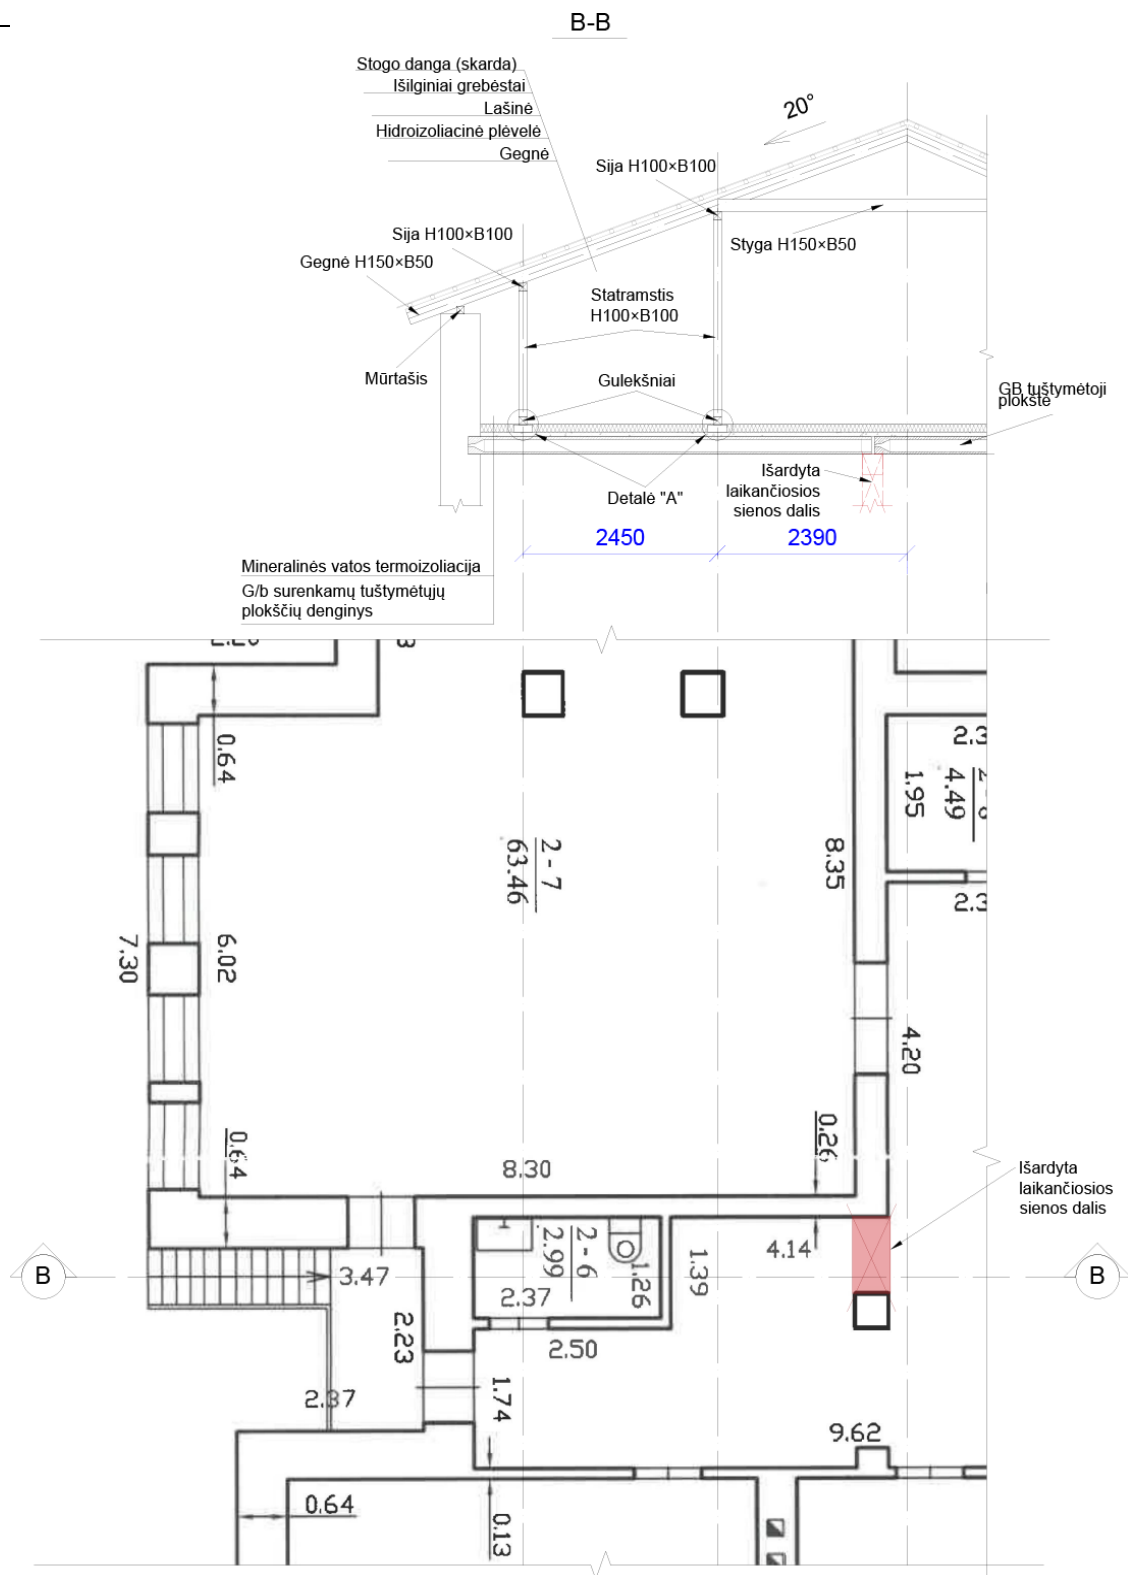 B-B
Stogo danga (skarda)
Išilginiai grebėstai
Lašinė
Hidroizoliacinė plėvelė
Gegnė
20°
Sija H100×B100
Sija H100×B100
Gegnė H150×B50
Styga H150×B50
Statramstis
H100×B100
Mūrtašis
Gulekšniai
GB tuštymėtoji
plokštė
Išardyta
laikančiosios
sienos dalis
Detalė "A"
2450
2390
Mineralinės vatos termoizoliacija
G/b surenkamų tuštymėtųjų
plokščių denginys
0.64
2.3
4.49
1.95
2-7
63.46
8.35
2.3
7.30
6.02
4.20
0.64
0.26
8.30
Išardyta
laikančiosios
sienos dalis
4.14
B
3.47
2-6
2.99
1.26
1.39
B
2.37
2.23
2.50
2.37
1.74
9.62
0.64
0.13